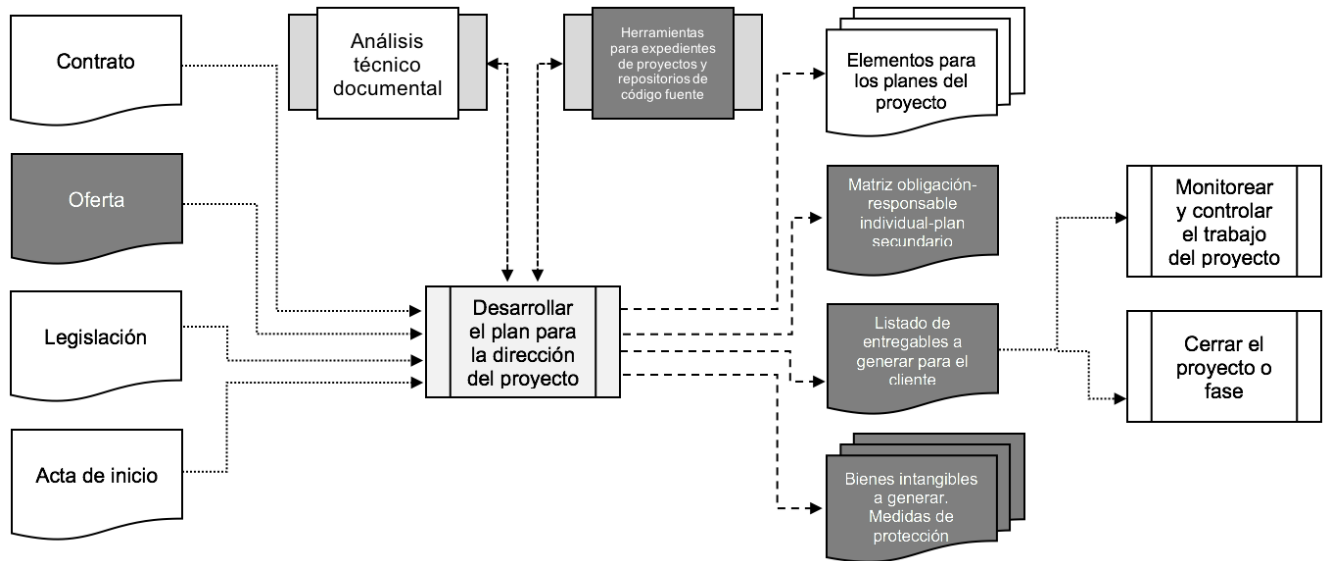 Contrato
Análisis
técnico
documental
Herramientas
para expedientes
de proyectos y
repositorios de
código fuente
Elementos para
los planes del
proyecto
Oferta
Matriz obligación-
responsable
individual-plan
secundario
Monitorear
y controlar
el trabajo
del proyecto
Legislación
Desarrollar
el plan para
la dirección
del proyecto
Listado de
entregables a
generar para el
cliente
Cerrar el
proyecto o
fase
Acta de inicio
Bienes intangibles
a generar.
Medidas de
protección